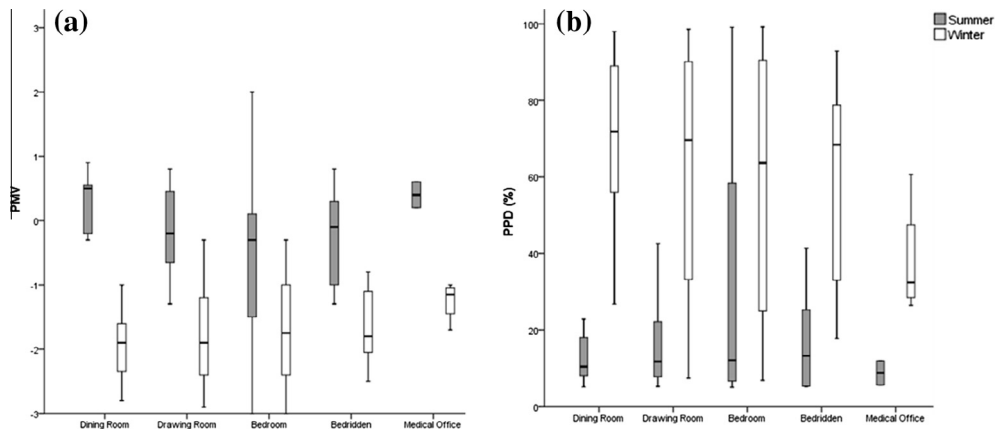 (a)
3
2
1
0
-1
-2
-3
PMV
Dining Room
Drawing Room
Bedroom
Bedridden
Medical Office
(b)
Summer
Winter
100
80
60
40
20
0
PPD (%)
Dining Room
Drawing Room
Bedroom
Bedridden
Medical Office